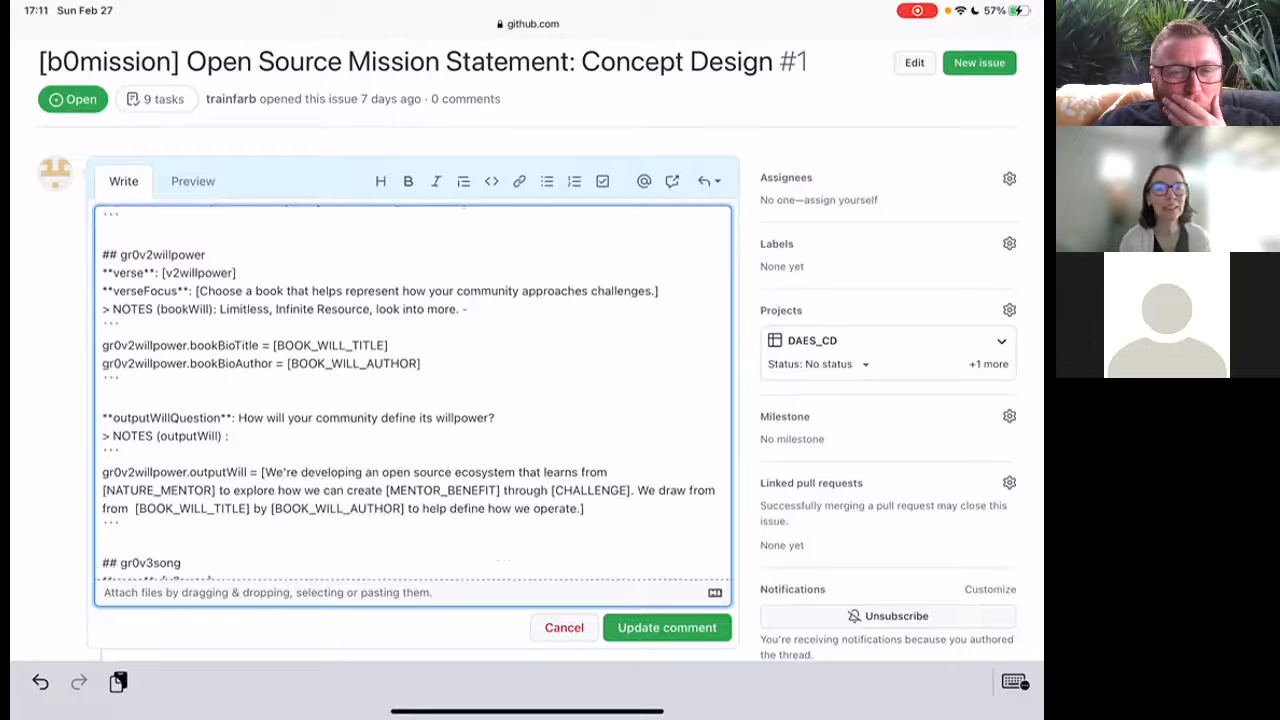 17:11 Sun Feb 27
57%
github.com
[b0mission] Open Source Mission Statement: Concept Design #1
Edit
New issue
Open
9 tasks
trainfarb opened this issue 7 days ago · 0 comments
Write
Preview
```
## gr0v2willpower
**verse**: [v2willpower]
**verseFocus**: [Choose a book that helps represent how your community approaches challenges.]
> NOTES (bookWill): Limitless, Infinite Resource, look into more. -
```
gr0v2willpower.bookBioTitle = [BOOK_WILL_TITLE]
gr0v2willpower.bookBioAuthor = [BOOK_WILL_AUTHOR]
```
**outputWillQuestion**: How will your community define its willpower?
> NOTES (outputWill) :
```
gr0v2willpower.outputWill = [We're developing an open source ecosystem that learns from
[NATURE_MENTOR] to explore how we can create [MENTOR_BENEFIT] through [CHALLENGE]. We draw from
from [BOOK_WILL_TITLE] by [BOOK_WILL_AUTHOR] to help define how we operate.]
```
## gr0v3song
Attach files by dragging & dropping, selecting or pasting them.
Cancel
Update comment
Assignees
No one—assign yourself
Labels
None yet
Projects
DAES_CD
Status: No status
+1 more
Milestone
No milestone
Linked pull requests
Successfully merging a pull request may close this
issue.
None yet
Notifications
Customize
Unsubscribe
You're receiving notifications because you authored
the thread.